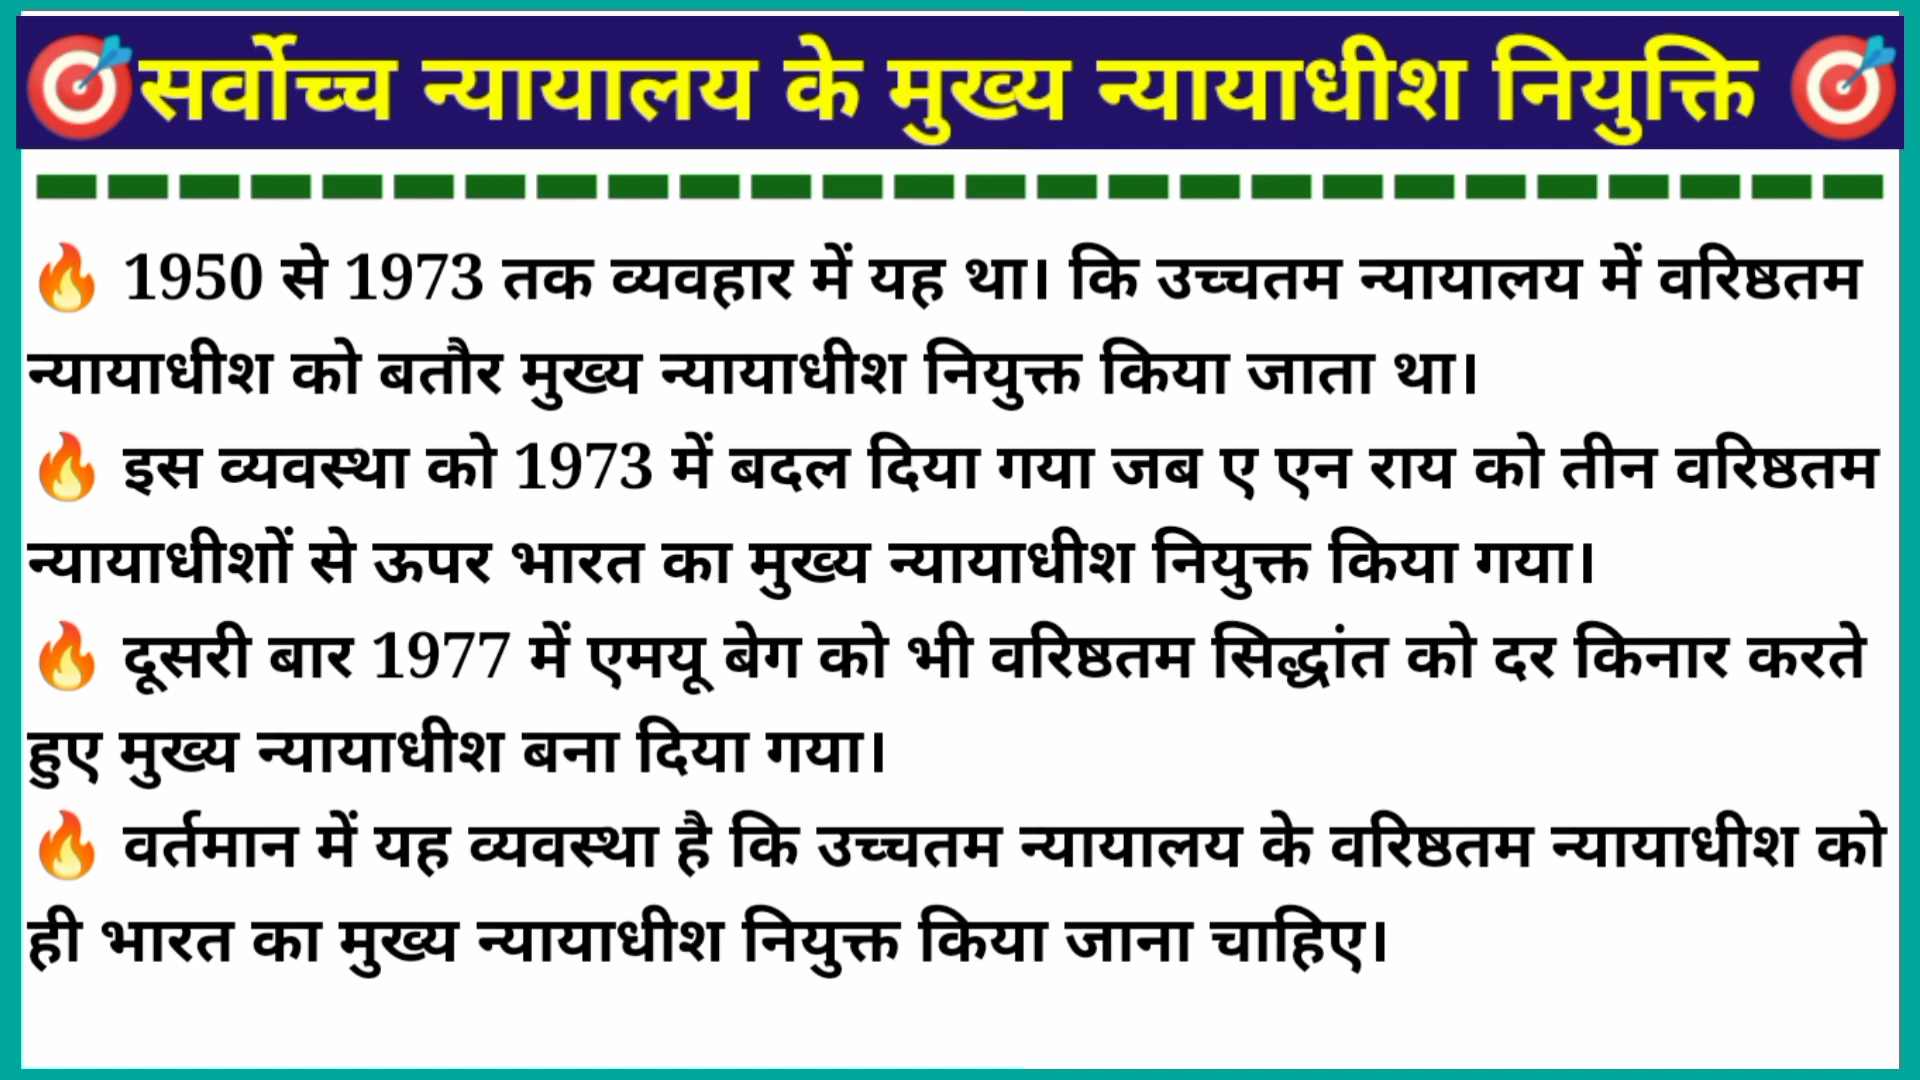 🎯सर्वोच्च न्यायालय के मुख्य न्यायाधीश नियुक्ति 🎯
🔥 1950 से 1973 तक व्यवहार में यह था। कि उच्चतम न्यायालय में वरिष्ठतम
न्यायाधीश को बतौर मुख्य न्यायाधीश नियुक्त किया जाता था।
🔥 इस व्यवस्था को 1973 में बदल दिया गया जब ए एन राय को तीन वरिष्ठतम
न्यायाधीशों से ऊपर भारत का मुख्य न्यायाधीश नियुक्त किया गया।
🔥 दूसरी बार 1977 में एमयू बेग को भी वरिष्ठतम सिद्धांत को दर किनार करते
हुए मुख्य न्यायाधीश बना दिया गया।
🔥 वर्तमान में यह व्यवस्था है कि उच्चतम न्यायालय के वरिष्ठतम न्यायाधीश को
ही भारत का मुख्य न्यायाधीश नियुक्त किया जाना चाहिए।